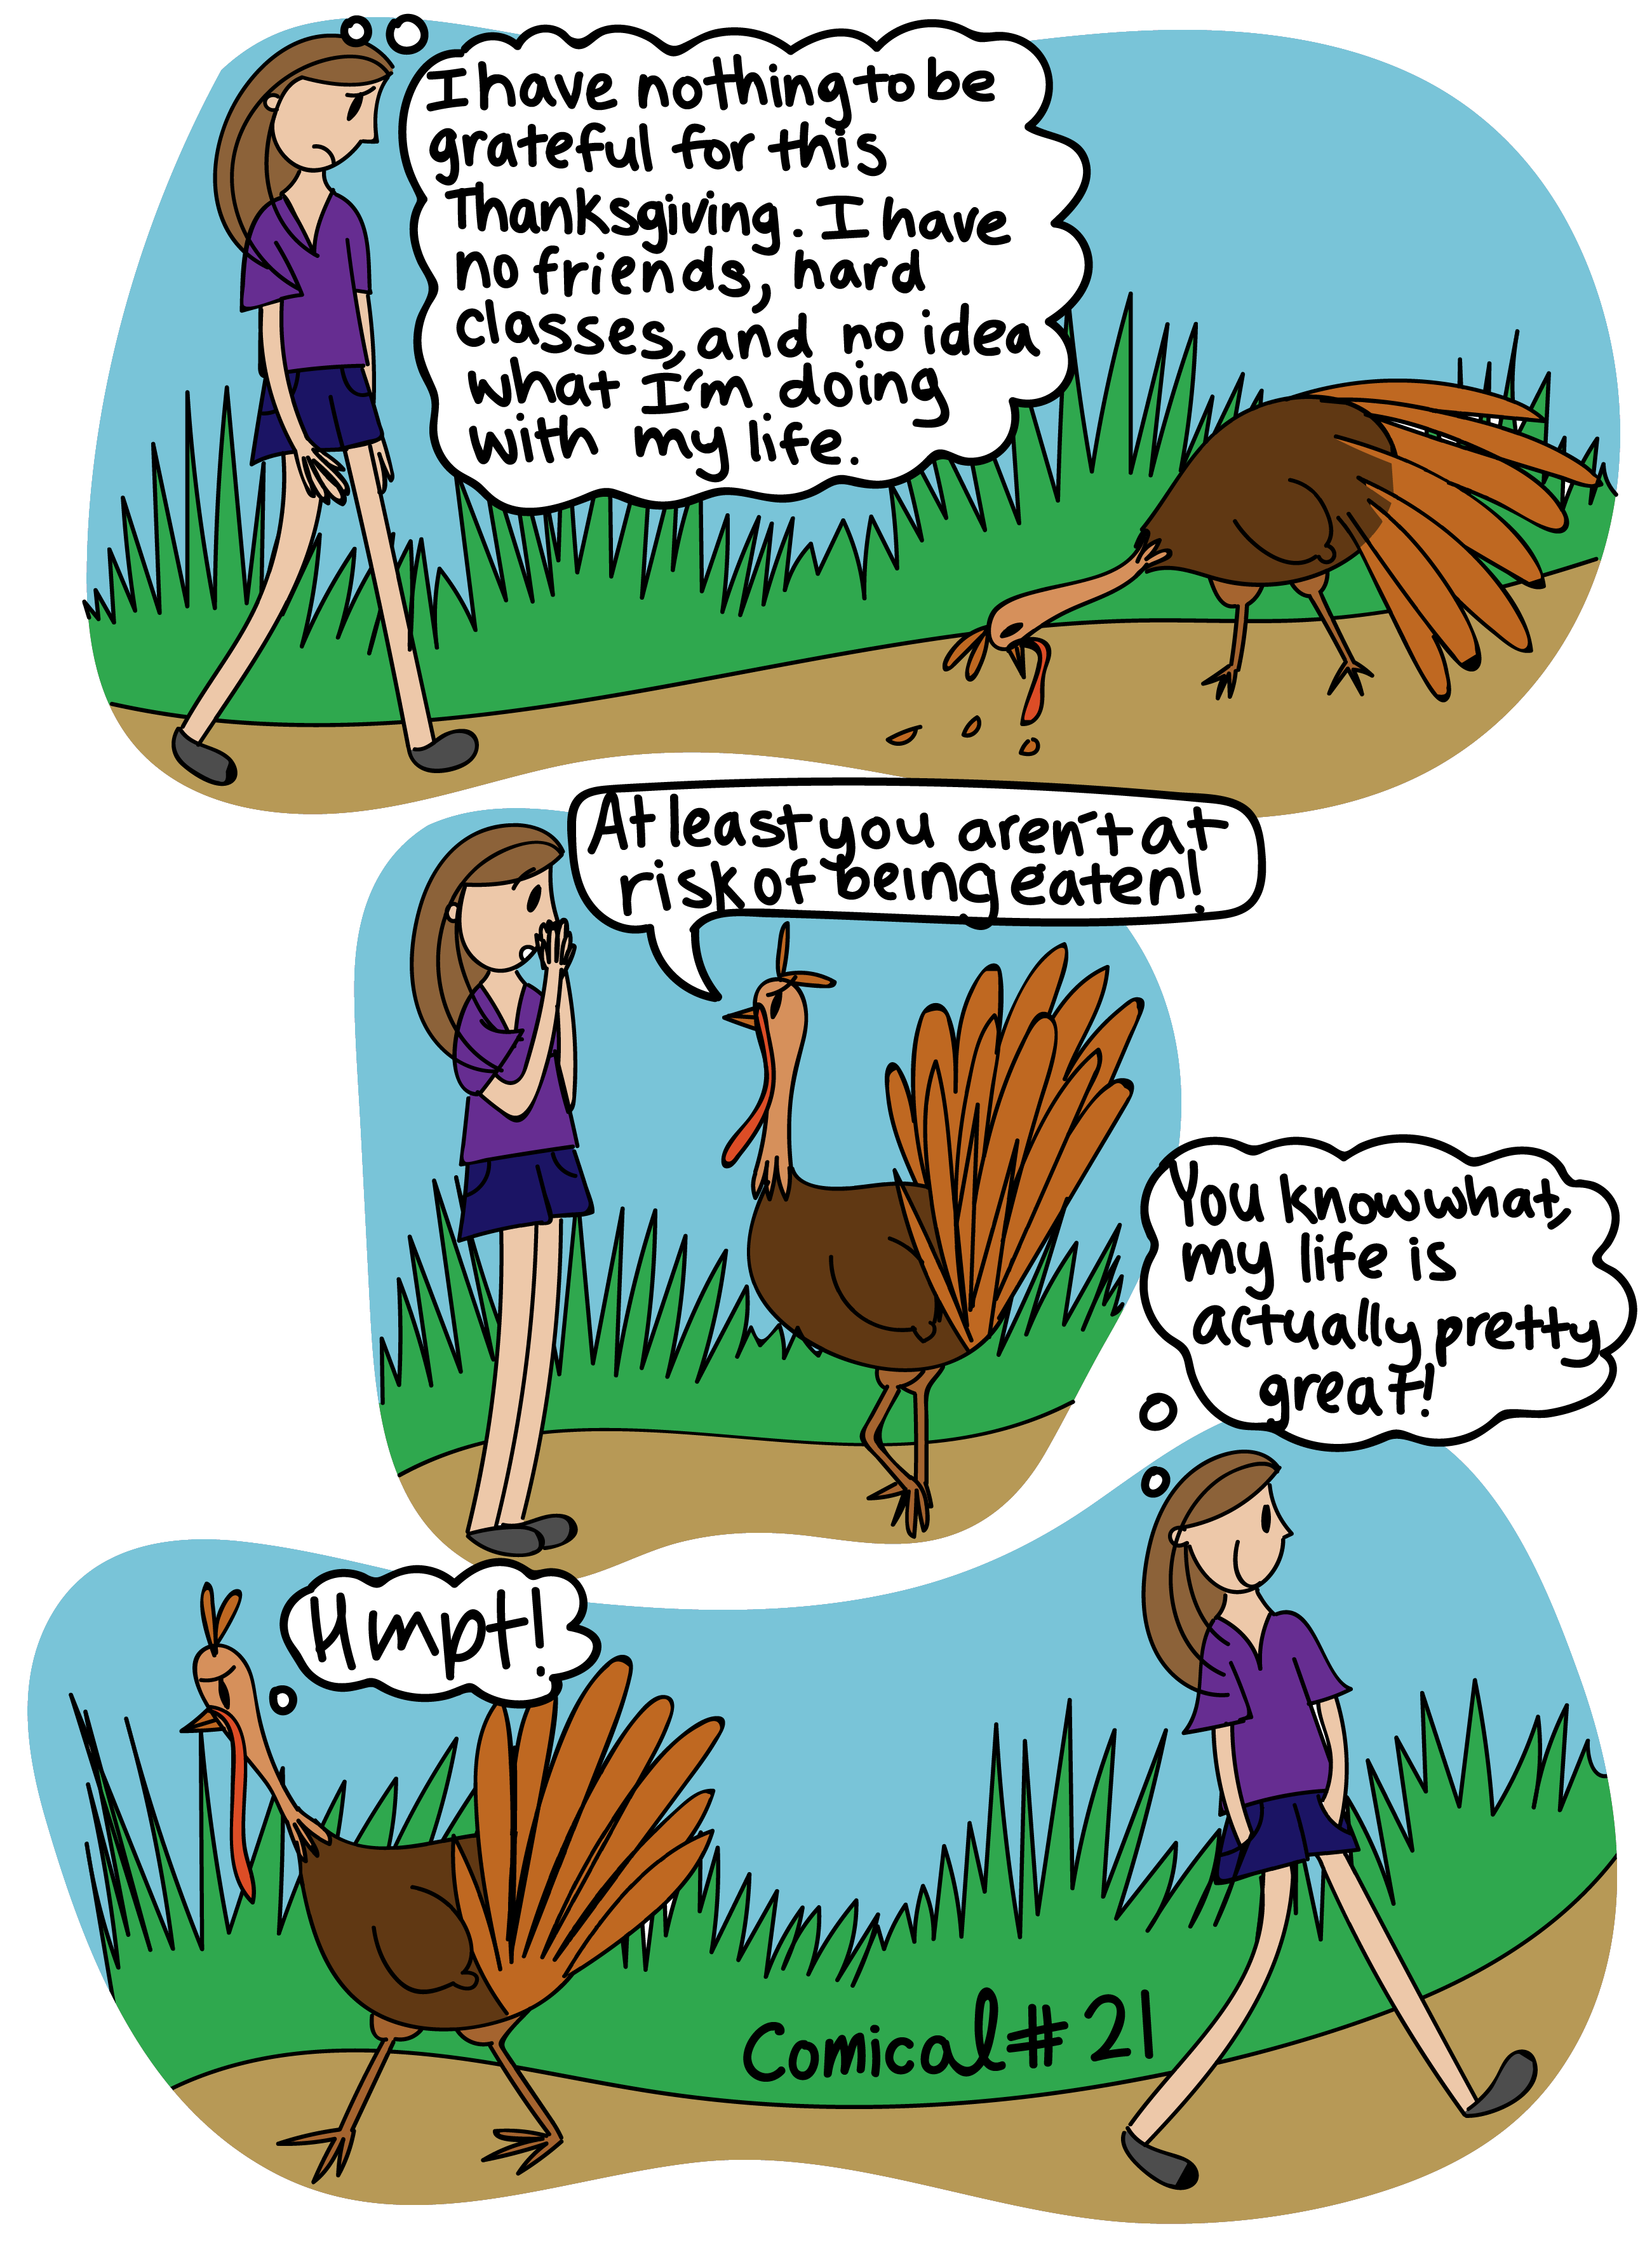 I have nothing to be
grateful for this
Thanksgiving. I have
no friends, hard
classes, and no idea
what I'm doing
with my life.
At least you aren't at
risk of being eaten!
You know what,
my life is
actually pretty
great!
Umpt!
Comical # 21